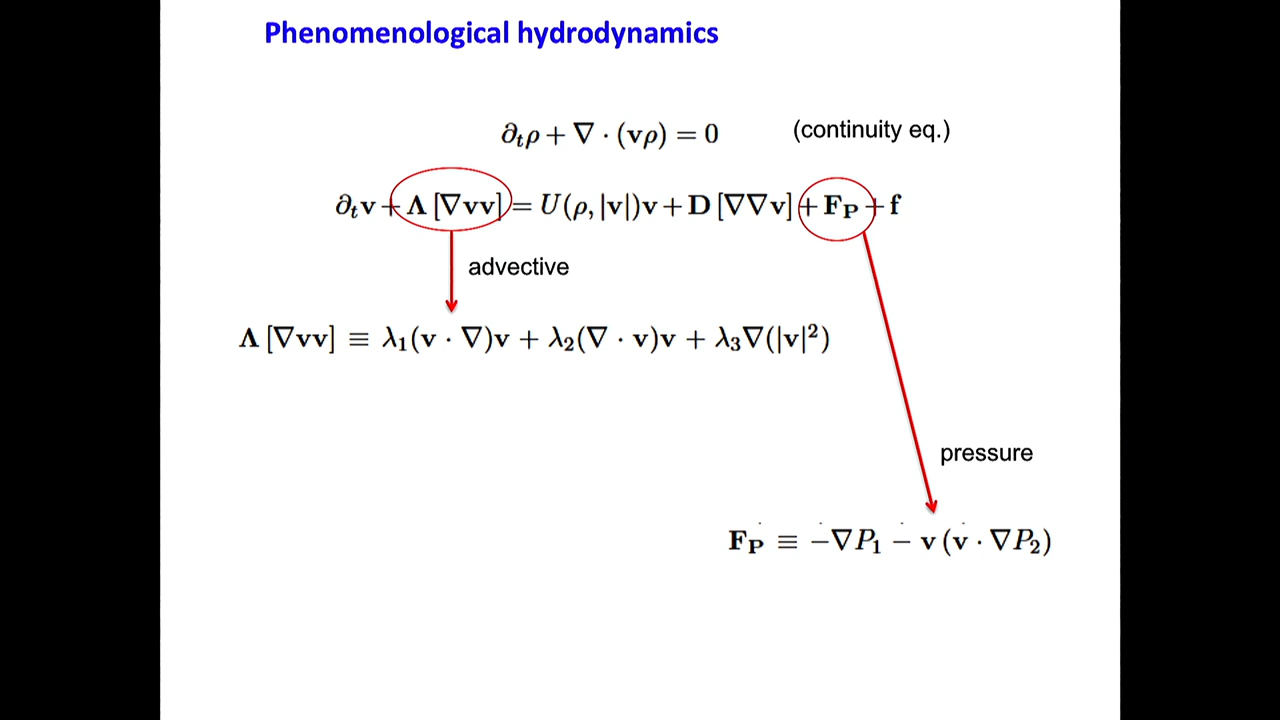 Phenomenological hydrodynamics
∂ₜρ + ∇ · (vρ) = 0 (continuity eq.)
∂ₜv + Λ [∇vv] = U(ρ, |v|)v + D [∇∇v] + F_P + f
advective
Λ [∇vv] ≡ λ₁(v · ∇)v + λ₂(∇ · v)v + λ₃∇(|v|²)
pressure
F_P ≡ −∇P₁ − v (v · ∇P₂)